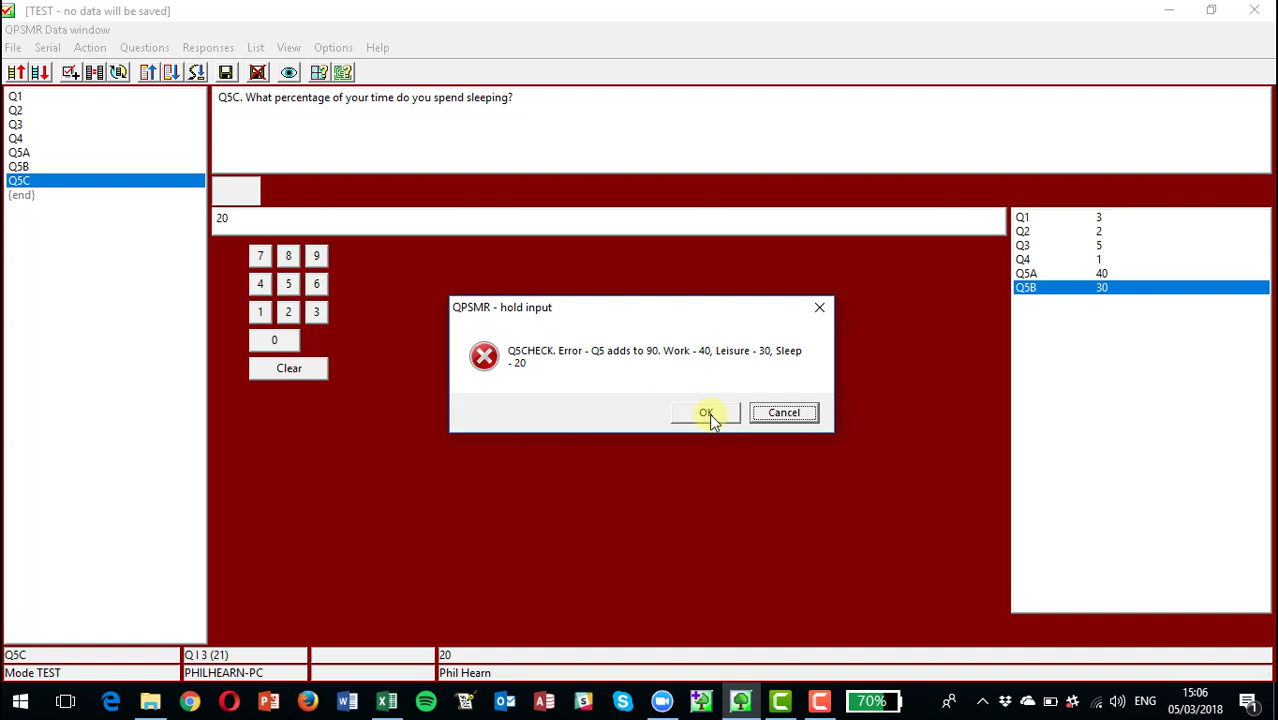 [TEST - no data will be saved]
QPSMR Data window
File Serial Action Questions Responses List View Options Help
Q1
Q2
Q3
Q4
Q5A
Q5B
Q5C
{end}
Q5C. What percentage of your time do you spend sleeping?
20
7 8 9
4 5 6
1 2 3
0
Clear
Q1 3
Q2 2
Q3 5
Q4 1
Q5A 40
Q5B 30
QPSMR - hold input
Q5CHECK. Error - Q5 adds to 90. Work - 40, Leisure - 30, Sleep
- 20
OK Cancel
Q5C Q I 3 (21) 20
Mode TEST PHILHEARN-PC Phil Hearn
70% ENG 15:06
05/03/2018 1